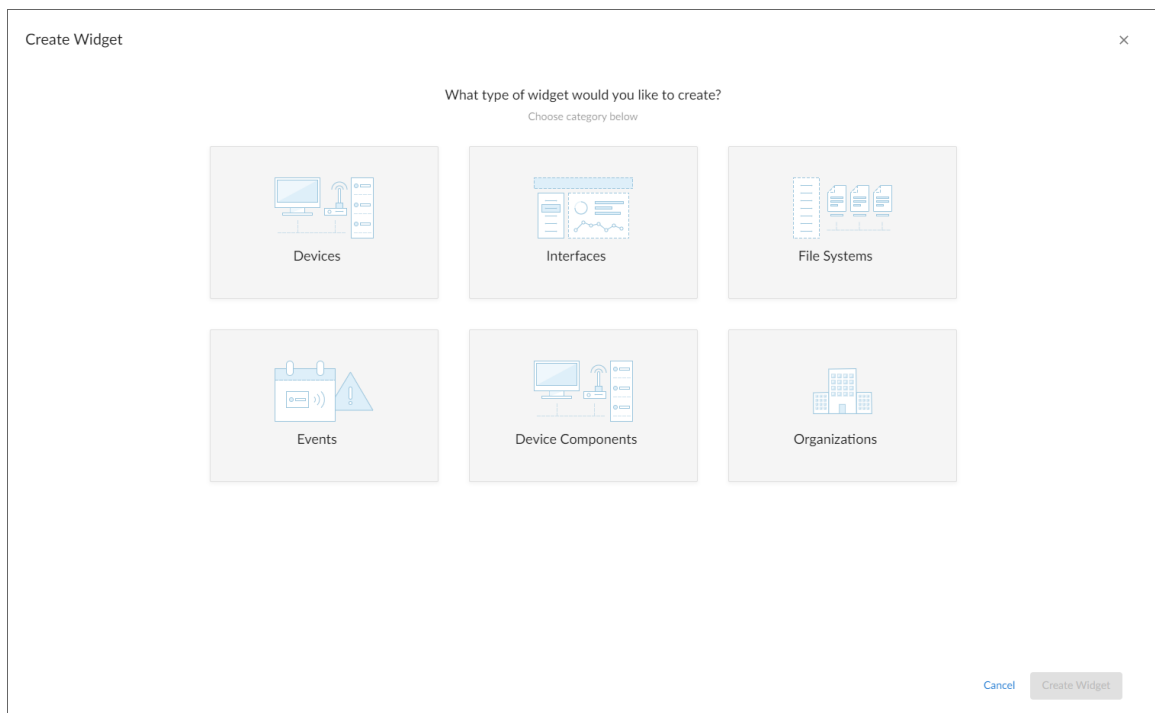 Create Widget
What type of widget would you like to create?
Choose category below
Devices
Interfaces
File Systems
Events
Device Components
Organizations
Cancel
Create Widget